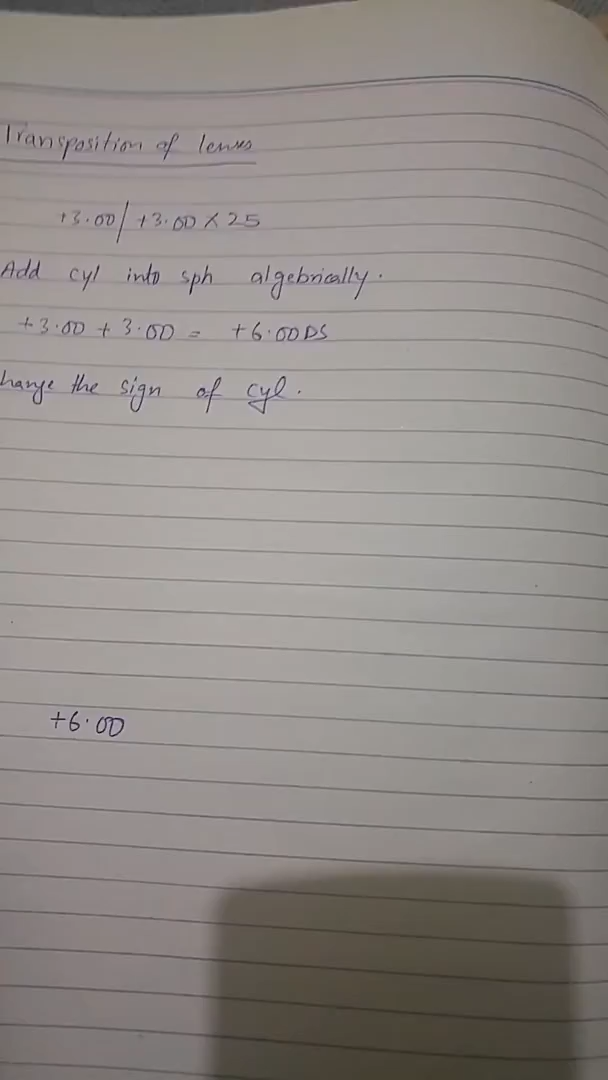 Transposition of lenses
+3.00/+3.00 X 25
Add cyl into sph algebrically.
+3.00 + 3.00 = +6.00DS
hange the sign of cyl.
+6.00